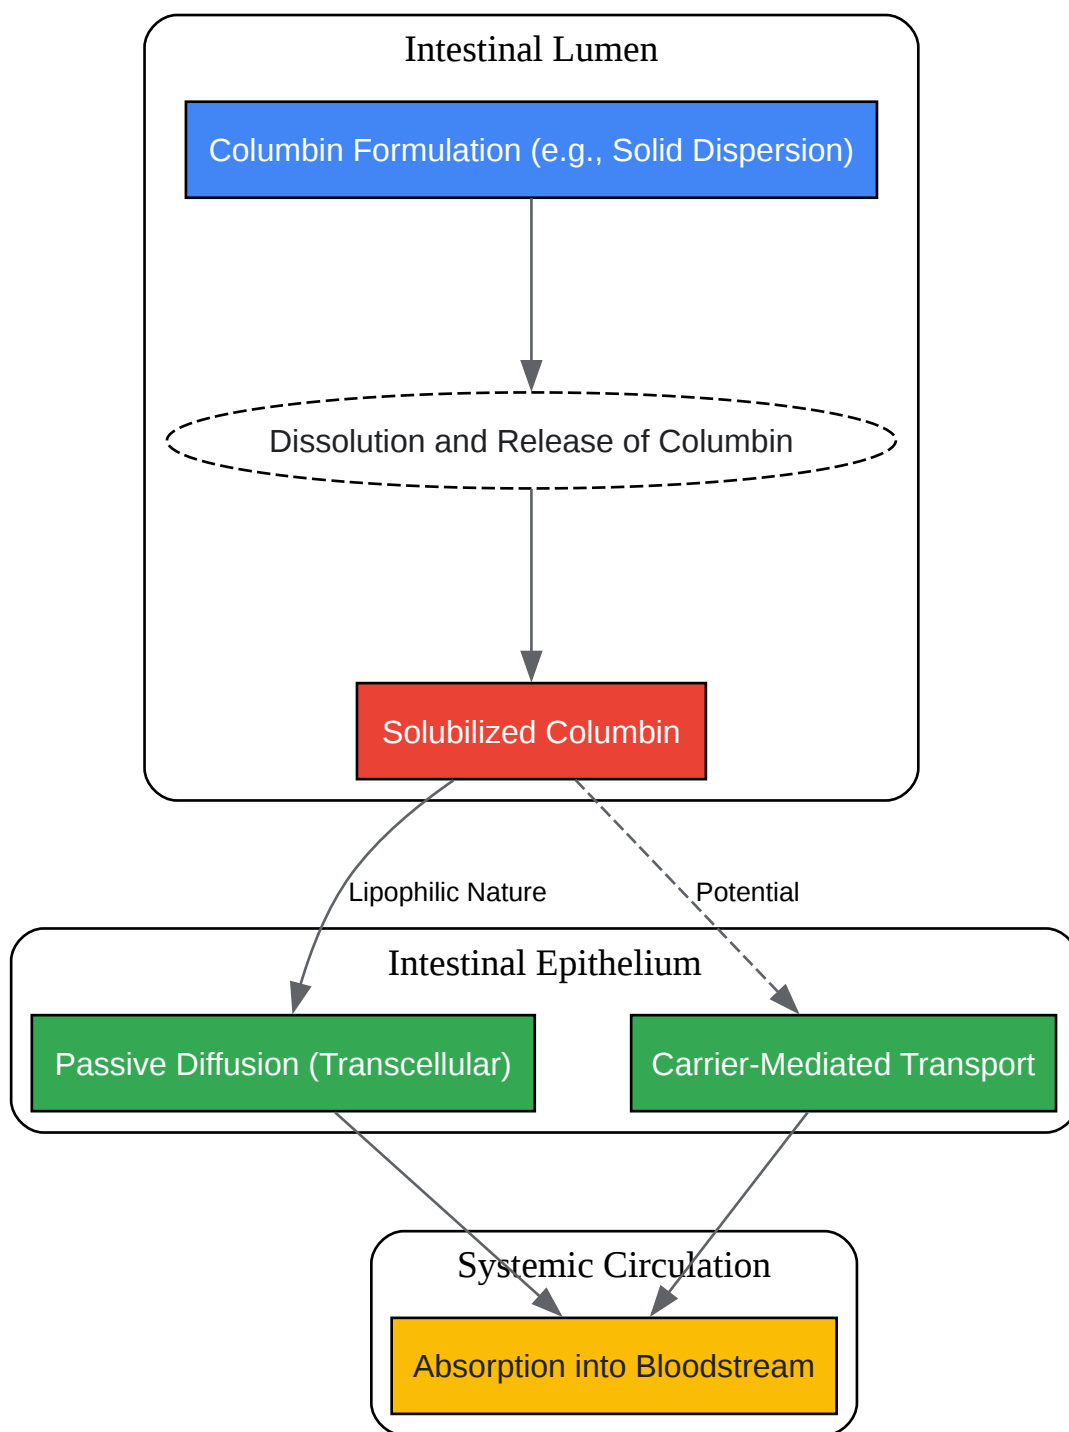 Intestinal Lumen
Columbin Formulation (e.g., Solid Dispersion)
Dissolution and Release of Columbin
Solubilized Columbin
Lipophilic Nature
Potential
Intestinal Epithelium
Passive Diffusion (Transcellular)
Carrier-Mediated Transport
Systemic Circulation
Absorption into Bloodstream